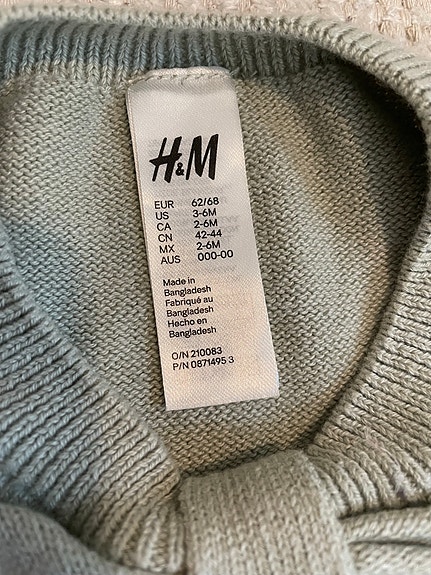 H&M
EUR 62/68
US 3-6M
CA 2-6M
CN 42-44
MX 2-6M
AUS 000-00
Made in
Bangladesh
Fabriqué au
Bangladesh
Hecho en
Bangladesh
O/N 210083
P/N 0871495 3